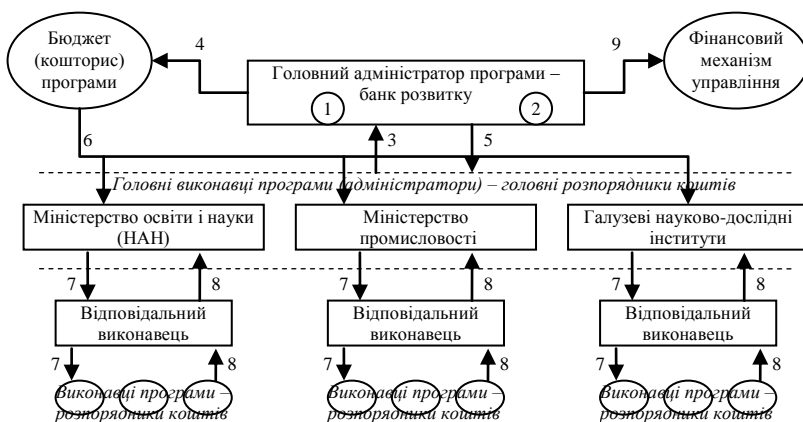 Бюджет
(кошторис)
програми
4
Головний адміністратор програми –
банк розвитку
1
2
9
Фінансовий
механізм
управління
6
3
5
Головні виконавці програми (адміністратори) – головні розпорядники коштів
Міністерство освіти і науки
(НАН)
Міністерство
промисловості
Галузеві науково-дослідні
інститути
7
8
7
8
7
8
Відповідальний
виконавець
Відповідальний
виконавець
Відповідальний
виконавець
7
8
7
8
7
8
Виконавці програми –
розпорядники коштів
Виконавці програми –
розпорядники коштів
Виконавці програми –
розпорядники коштів